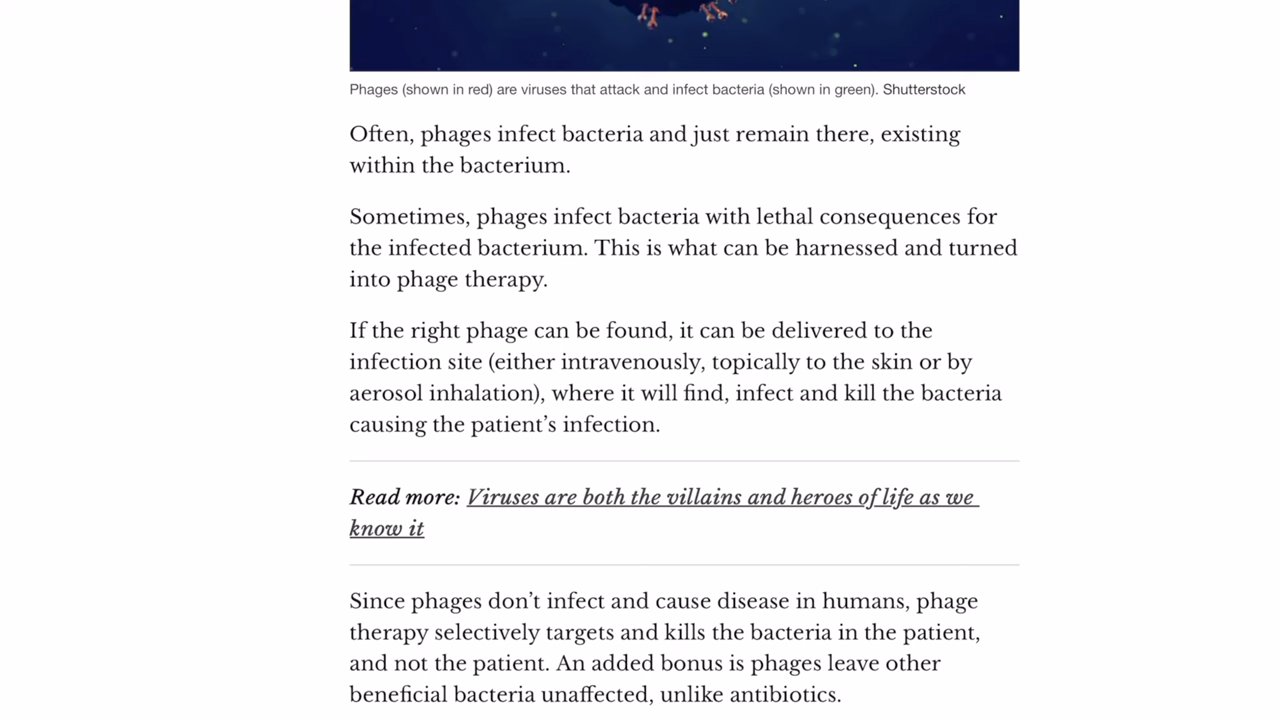 Phages (shown in red) are viruses that attack and infect bacteria (shown in green). Shutterstock
Often, phages infect bacteria and just remain there, existing
within the bacterium.
Sometimes, phages infect bacteria with lethal consequences for
the infected bacterium. This is what can be harnessed and turned
into phage therapy.
If the right phage can be found, it can be delivered to the
infection site (either intravenously, topically to the skin or by
aerosol inhalation), where it will find, infect and kill the bacteria
causing the patient’s infection.
Read more: Viruses are both the villains and heroes of life as we
know it
Since phages don’t infect and cause disease in humans, phage
therapy selectively targets and kills the bacteria in the patient,
and not the patient. An added bonus is phages leave other
beneficial bacteria unaffected, unlike antibiotics.